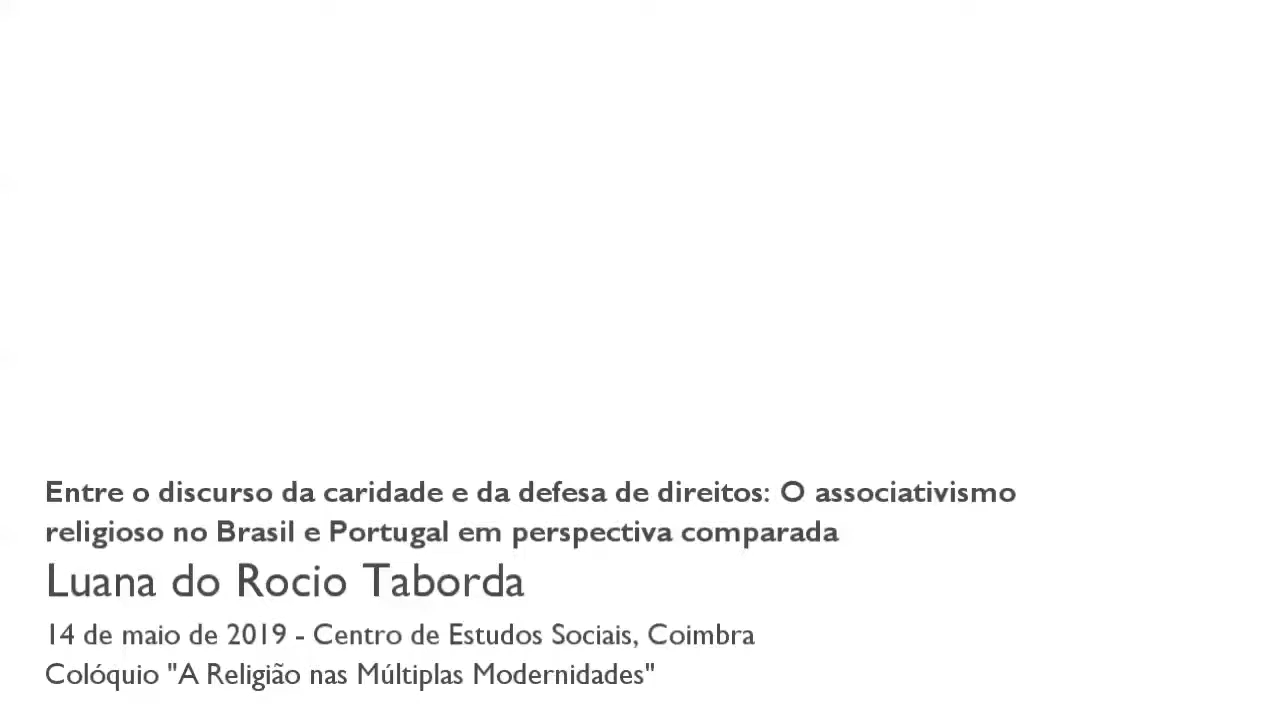 Entre o discurso da caridade e da defesa de direitos: O associativismo
religioso no Brasil e Portugal em perspectiva comparada
Luana do Rocio Taborda
14 de maio de 2019 - Centro de Estudos Sociais, Coimbra
Colóquio "A Religião nas Múltiplas Modernidades"